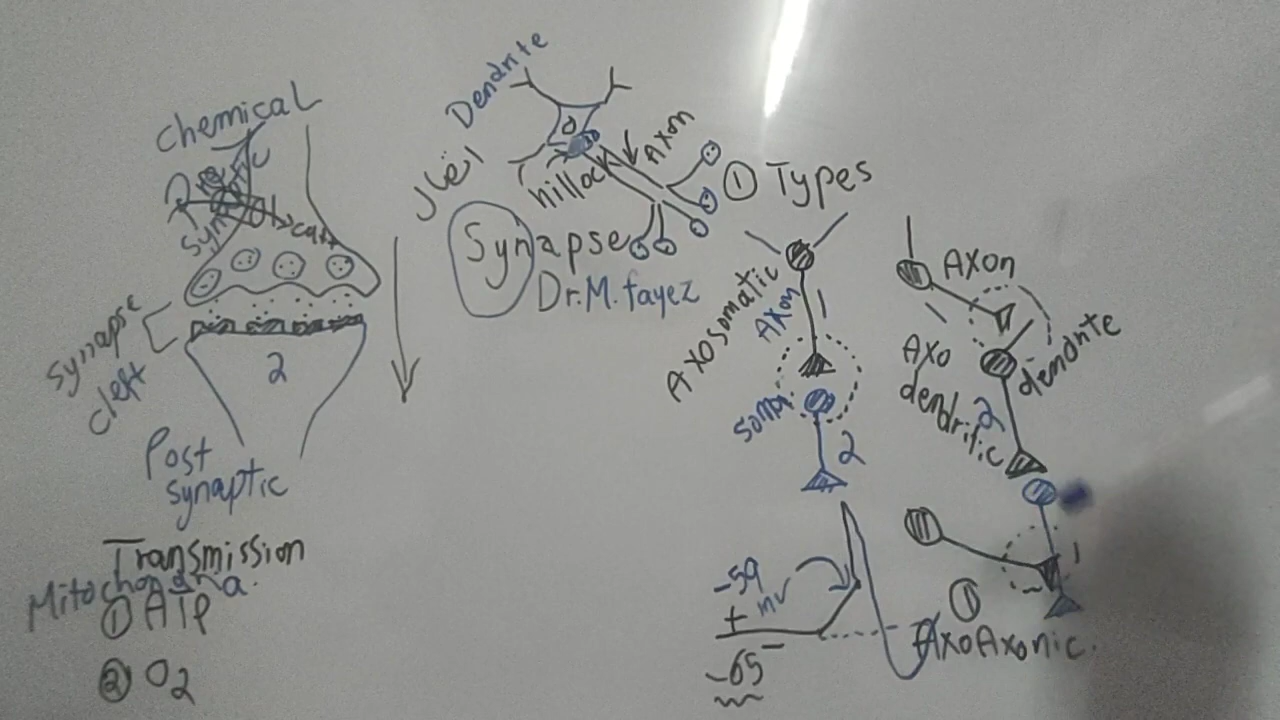 Dendrite
Axon
hillock
Synapse
Dr.M.fayez
chemical
Synapse
cleft
2
Post
synaptic
Transmission
Mitochondria.
① ATP
② O2
① Types
Axosomatic
Axon
1
soma
2
Axon
Axo
dendritic
dendrite
2
-59
mv
+
-65
1
①
AxoAxonic.